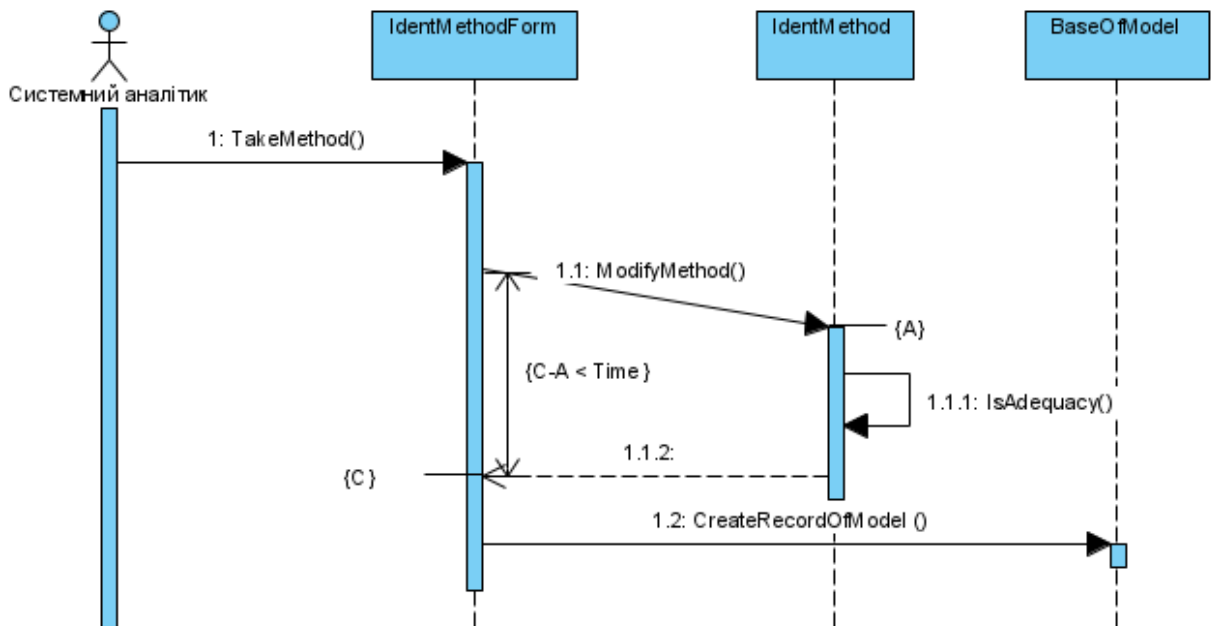 IdentMethodForm
IdentMethod
BaseOfModel
Системний аналітик
1: TakeMethod()
1.1: ModifyMethod()
{A}
{C-A < Time }
1.1.1: IsAdequacy()
1.1.2:
{C }
1.2: CreateRecordOfModel ()